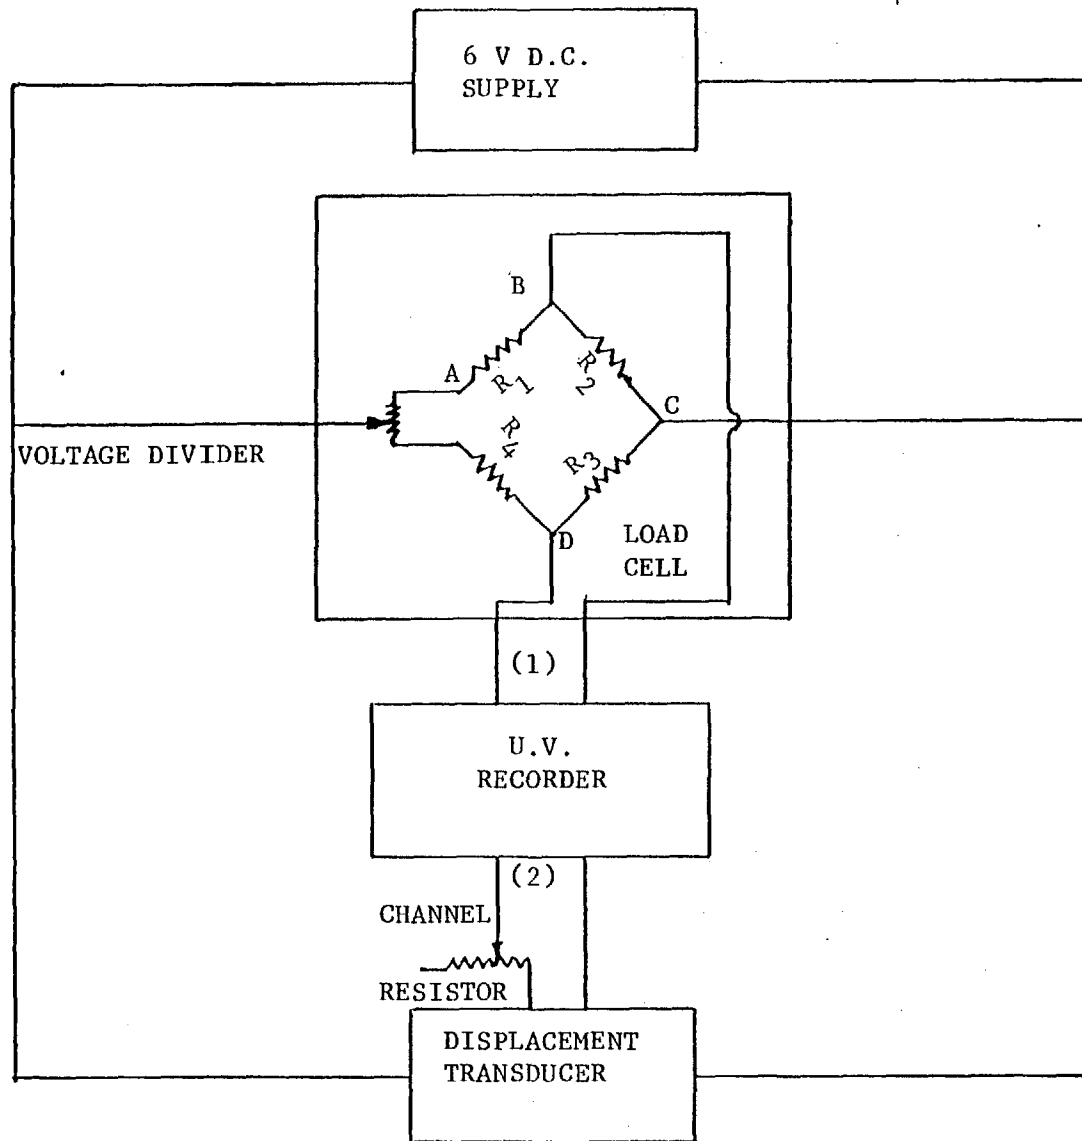 6 V D.C.
SUPPLY
B
A
R1
R2
C
VOLTAGE DIVIDER
R4
R3
D
LOAD
CELL
(1)
U.V.
RECORDER
(2)
CHANNEL
RESISTOR
DISPLACEMENT
TRANSDUCER